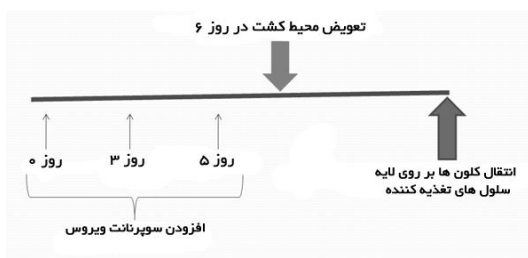 تعویض محیط کشت در روز ۶
روز ۰
روز ۳
روز ۵
انتقال کلون ها بر روی لایه
سلول های تغذیه کننده
افزودن سوپرنانت ویروس